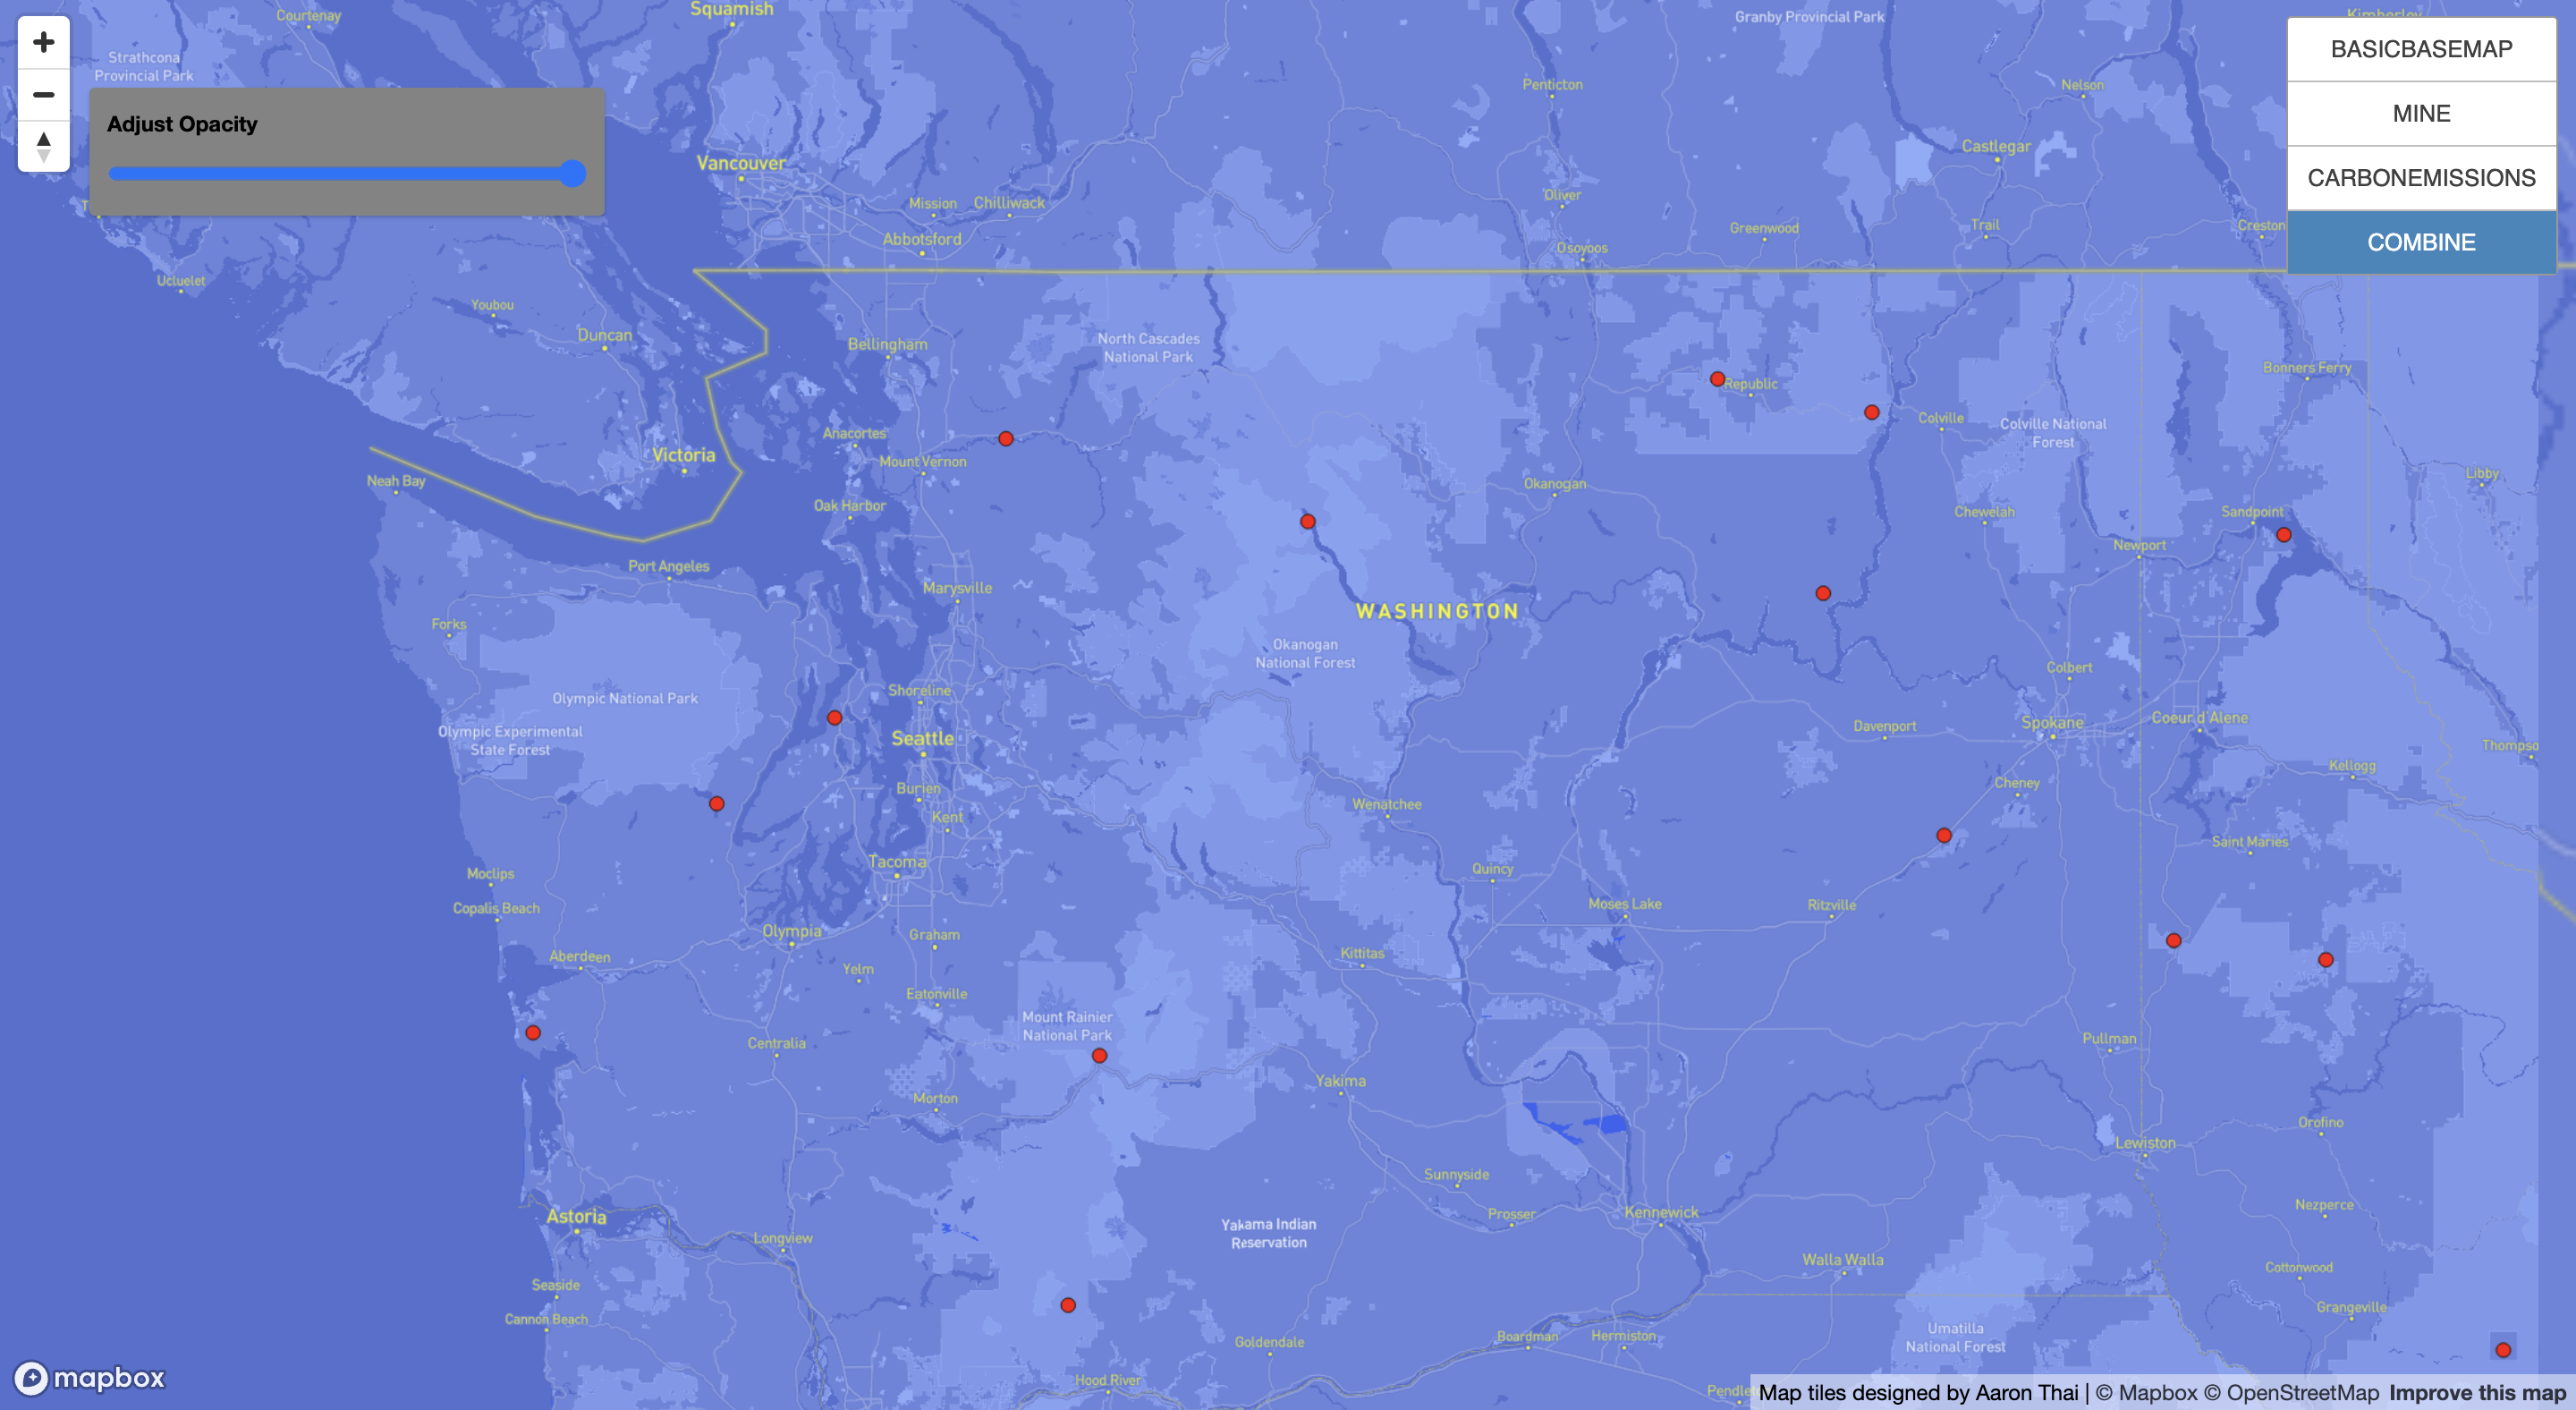 Courtenay
Squamish
Granby Provincial Park
Strathcona
Provincial Park
BASICBASEMAP
MINE
CARBONEMISSIONS
COMBINE
Adjust Opacity
Penticton
Nelson
Vancouver
Castlegar
Mission
Chilliwack
Oliver
Abbotsford
Greenwood
Trail
Creston
Osoyoos
Ucluelet
Youbou
Duncan
Bellingham
North Cascades
National Park
Bonners Ferry
Republic
Colville
Colville National
Forest
Anacortes
Victoria
Mount Vernon
Neah Bay
Okanogan
Libby
Oak Harbor
Chewelah
Sandpoint
Newport
Port Angeles
Marysville
WASHINGTON
Forks
Okanogan
National Forest
Colbert
Olympic National Park
Shoreline
Olympic Experimental
State Forest
Seattle
Davenport
Spokane
Coeur d'Alene
Thompso
Kellogg
Burien
Cheney
Wenatchee
Kent
Saint Maries
Tacoma
Quincy
Moclips
Copalis Beach
Moses Lake
Ritzville
Olympia
Graham
Aberdeen
Kittitas
Yelm
Eatonville
Mount Rainier
National Park
Centralia
Pullman
Yakima
Morton
Orofino
Lewiston
Sunnyside
Nezperce
Astoria
Prosser
Kennewick
Yakama Indian
Reservation
Longview
Walla Walla
Cottonwood
Seaside
Cannon Beach
Grangeville
Goldendale
Boardman
Hermiston
Umatilla
National Forest
mapbox
Hood River
Map tiles designed by Aaron Thai | © Mapbox © OpenStreetMap Improve this map